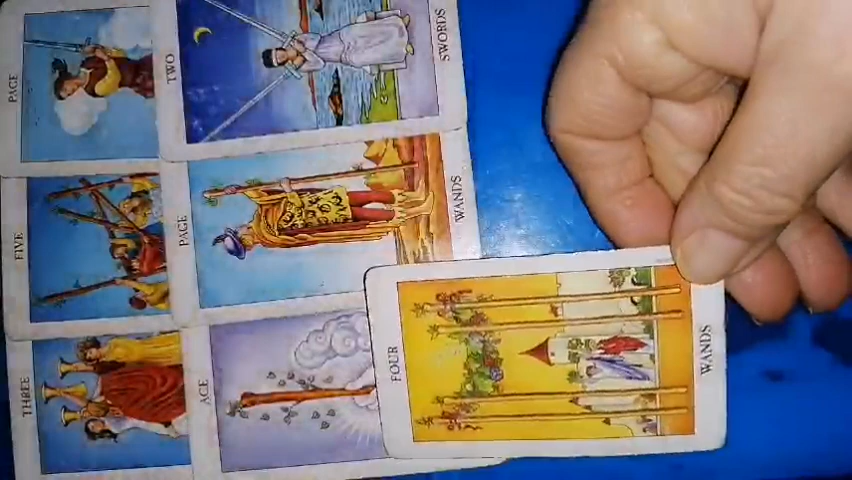 PAGE
TWO
SWORDS
FIVE
PAGE
WANDS
THREE
ACE
FOUR
WANDS